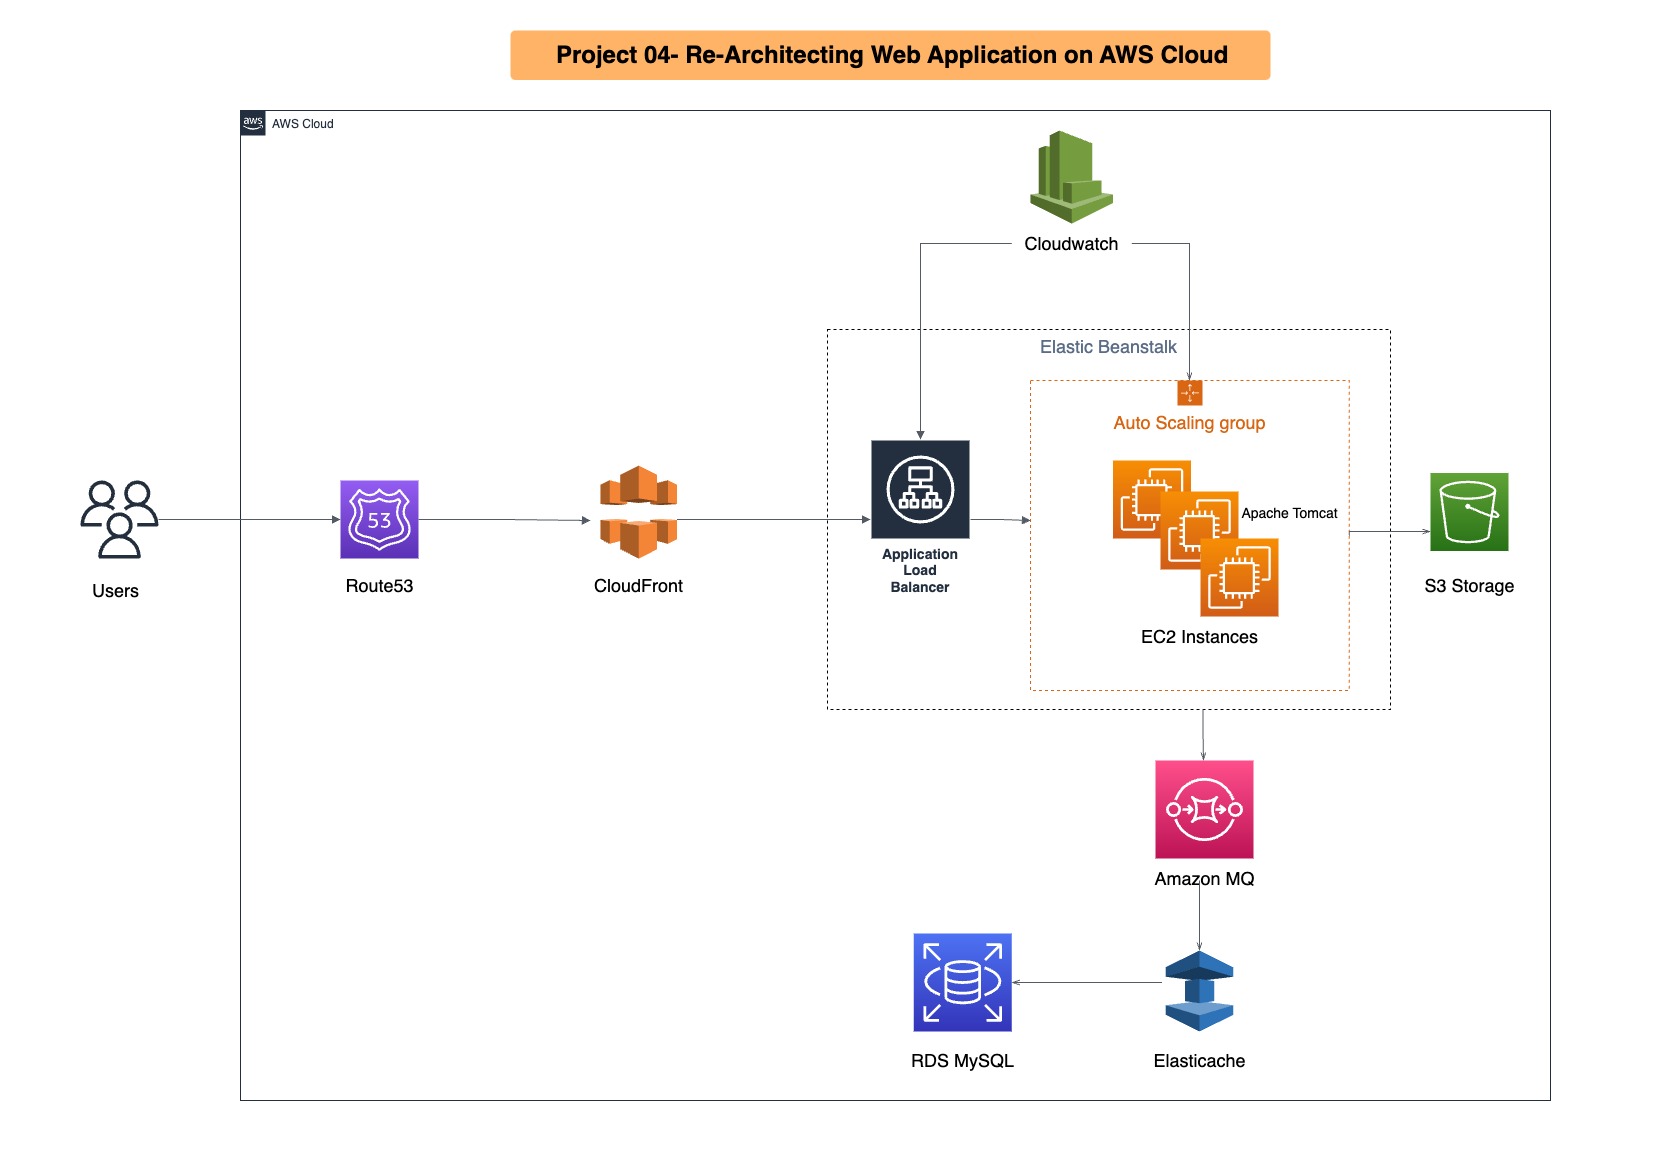 Project 04- Re-Architecting Web Application on AWS Cloud
aws
AWS Cloud
Cloudwatch
Elastic Beanstalk
Auto Scaling group
Apache Tomcat
EC2 Instances
Application
Load
Balancer
Users
53
Route53
CloudFront
S3 Storage
Amazon MQ
RDS MySQL
Elasticache